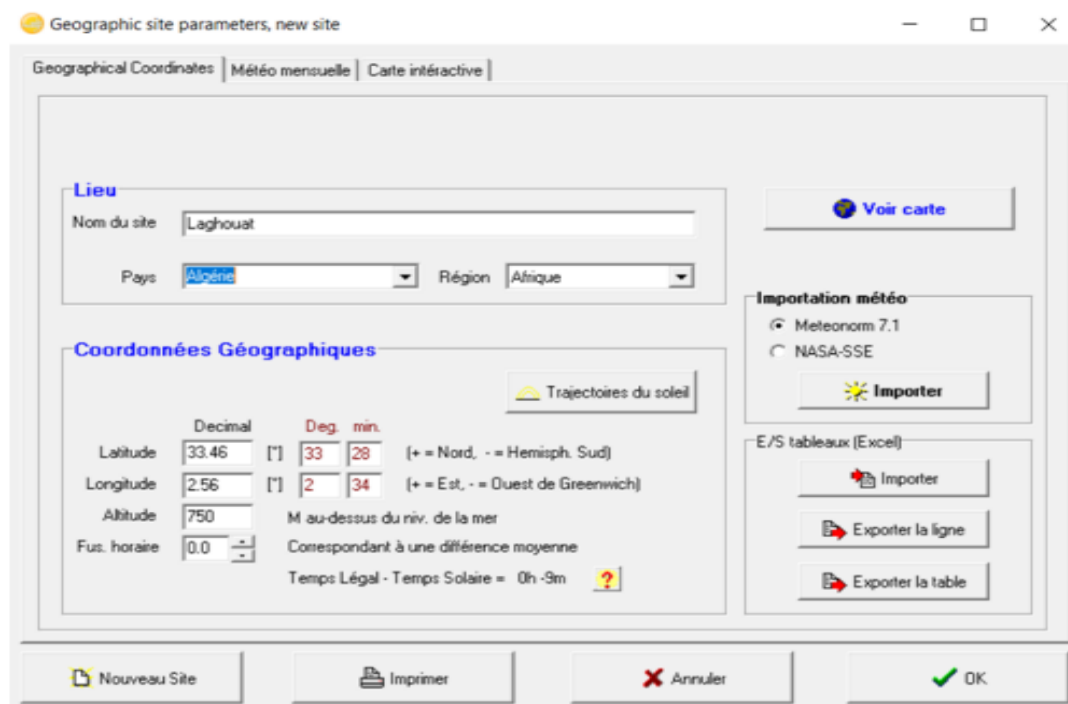 Geographic site parameters, new site
Geographical Coordinates Météo mensuelle Carte intéractive
Lieu
Nom du site Laghouat
Pays Algérie Région Afrique
Voir carte
Importation météo
Meteonorm 7.1
NASA-SSE
Importer
Coordonnées Géographiques
Trajectoires du soleil
Decimal Deg. min.
Latitude 33.46 [°] 33 28 (+ = Nord, - = Hemisph. Sud)
Longitude 2.56 [°] 2 34 (+ = Est, - = Ouest de Greenwich)
Altitude 750 M au-dessus du niv. de la mer
Fus. horaire 0.0 Correspondant à une différence moyenne
Temps Légal - Temps Solaire = 0h -9m ?
E/S tableaux (Excel)
Importer
Exporter la ligne
Exporter la table
Nouveau Site Imprimer Annuler OK